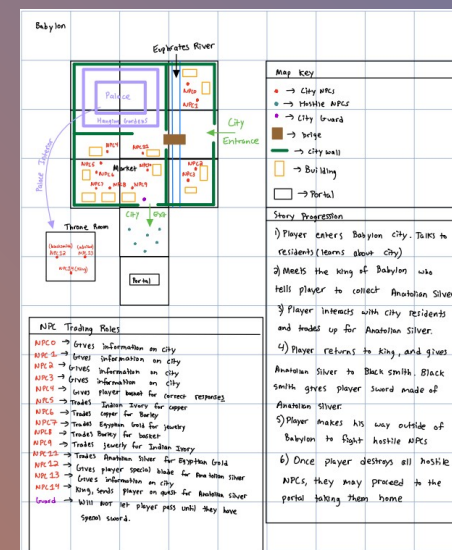 Babylon
Euphrates River
Palace
Hanging Gardens
City
Entrance
Market
Palace Interior
City Exit
Throne Room
Portal
NPC0
NPC1
NPC4
NPC11
NPC5
NPC6
NPC7
NPC8
NPC9
NPC2
NPC3
NPC12
NPC13
NPC14 (King)
Map Key
→ City NPCs
→ Hostile NPCs
→ City Guard
→ Brige
→ City wall
→ Building
→ Portal
Story Progression
1) Player enters Babylon city. Talks to
residents (learns about city)
2) Meets the king of Babylon who
tells player to collect Anatolian Silver
3) Player interacts with city residents
and trades up for Anatolian Silver.
4) Player returns to king, and gives
Anatolian Silver to Black smith. Black
smith gives player sword made of
Anatolian silver.
5) Player makes his way outside of
Babylon to fight hostile NPCs
6) Once player destroys all hostile
NPCs, they may proceed to the
portal taking them home
NPC Trading Roles
NPC0 → Gives information on city
NPC1 → Gives information on city
NPC2 → Gives information on city
NPC3 → Gives information on city
NPC4 → Gives player basket for correct responses
NPC5 → Trades Indian Ivory for copper
NPC6 → Trades copper for Barley
NPC7 → Trades Egyptian Gold for jewelry
NPC8 → Trades Barley for basket
NPC9 → Trades jewerly for Indian Ivory
→ Trades Anatolian Silver for Egyptian Gold
NPC12 → Gives player special blade for Anatolian silver
NPC13 → Gives information on city
NPC14 → King, sends player on quest for Anatolian Silver
Guard → Will not let player pass until they have
special sword.